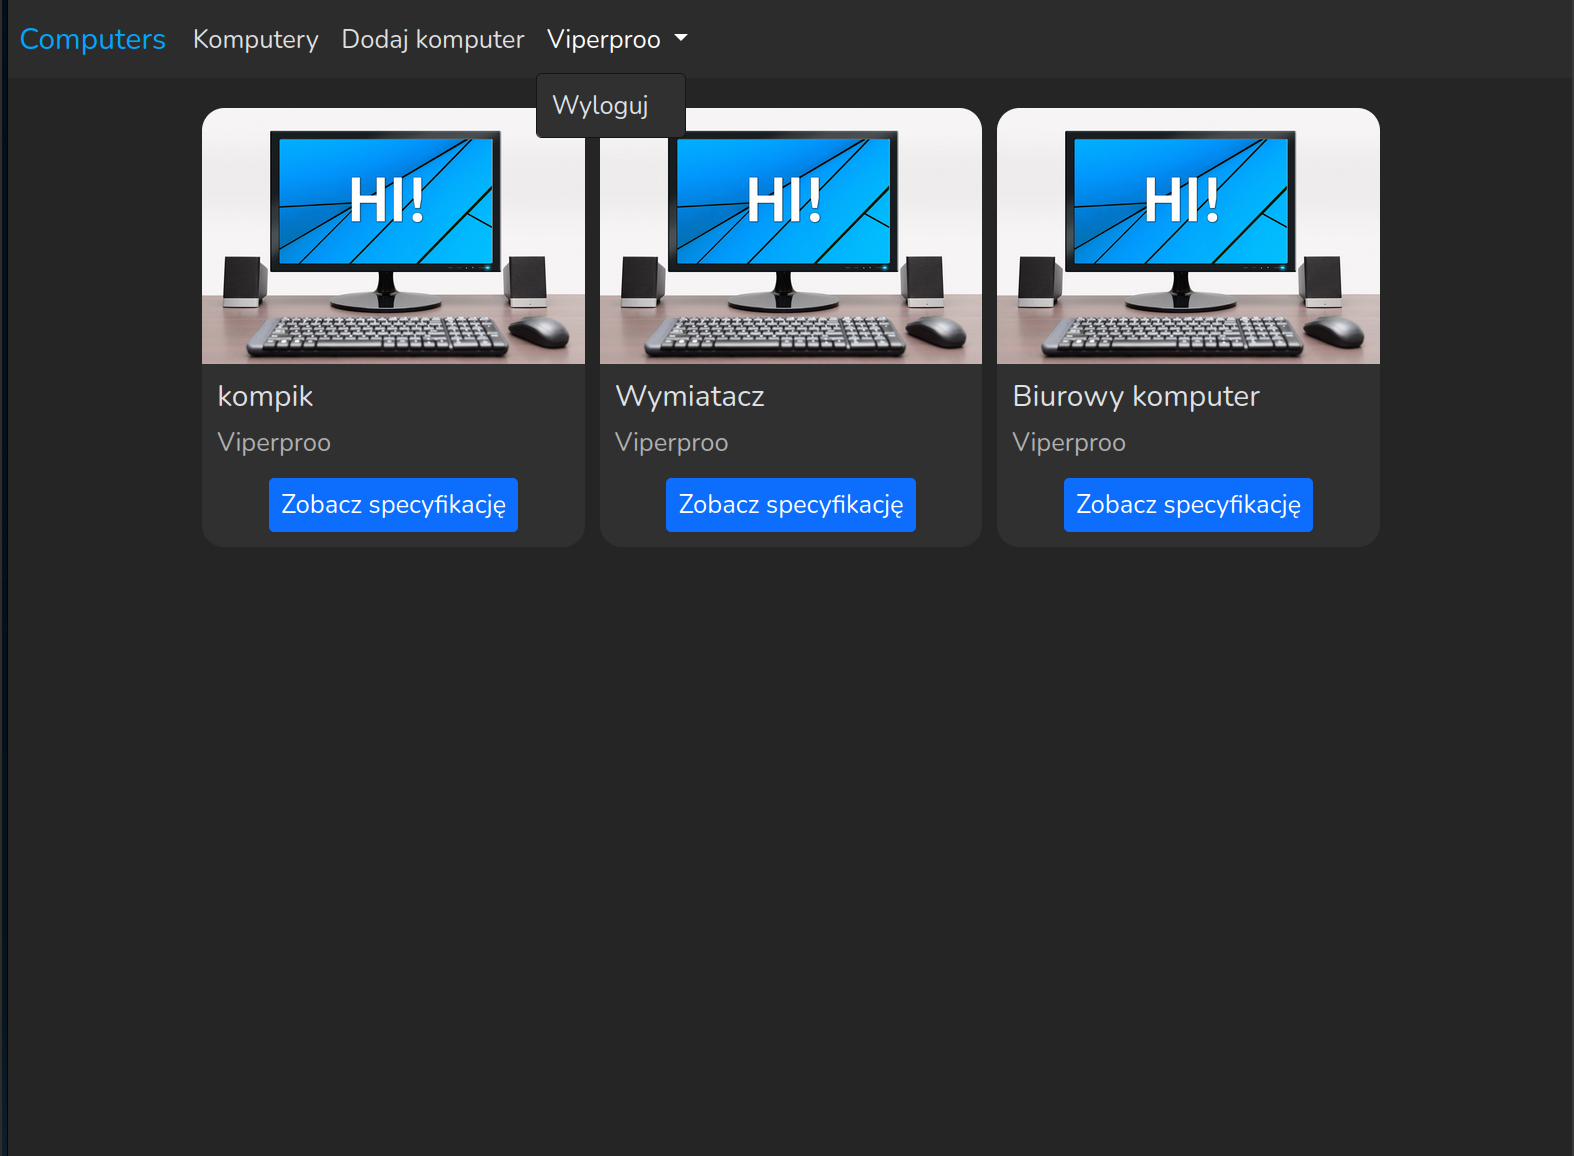 Computers Komputery Dodaj komputer Viperproo
Wyloguj
HI! HI! HI!
kompik Wymiatacz Biurowy komputer
Viperproo Viperproo Viperproo
Zobacz specyfikację Zobacz specyfikację Zobacz specyfikację